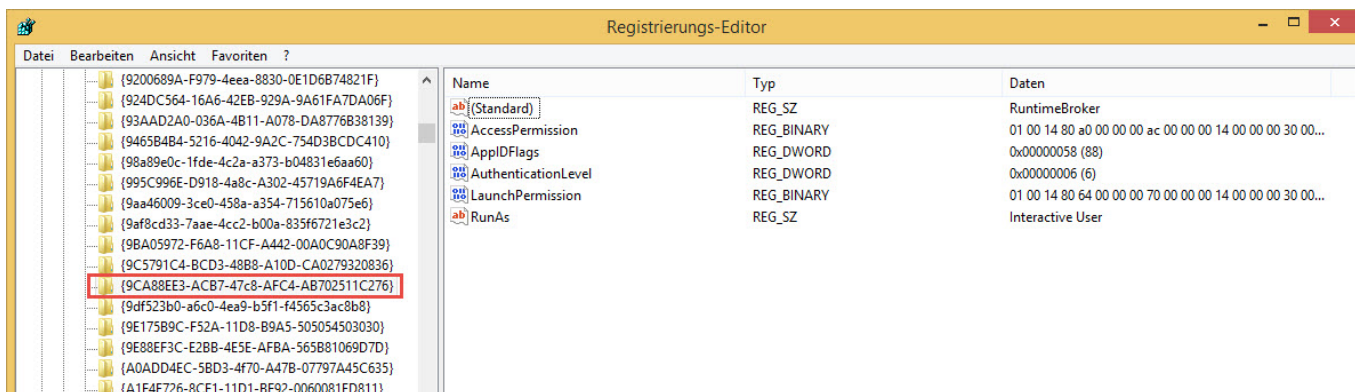 Registrierungs-Editor
Datei Bearbeiten Ansicht Favoriten ?
{9200689A-F979-4eea-8830-0E1D6B74821F}
{924DC564-16A6-42EB-929A-9A61FA7DA06F}
{93AAD2A0-036A-4B11-A078-DA8776B38139}
{9465B4B4-5216-4042-9A2C-754D3BCDC410}
{98a89e0c-1fde-4c2a-a373-b04831e6aa60}
{995C996E-D918-4a8c-A302-45719A6F4EA7}
{9aa46009-3ce0-458a-a354-715610a075e6}
{9af8cd33-7aae-4cc2-b00a-835f6721e3c2}
{9BA05972-F6A8-11CF-A442-00A0C90A8F39}
{9C5791C4-BCD3-48B8-A10D-CA0279320836}
{9CA88EE3-ACB7-47c8-AFC4-AB702511C276}
{9df523b0-a6c0-4ea9-b5f1-f4565c3ac8b8}
{9E175B9C-F52A-11D8-B9A5-505054503030}
{9E88EF3C-E2BB-4E5E-AFBA-565B81069D7D}
{A0ADD4EC-5BD3-4f70-A47B-07797A45C635}
{A1F4F726-8CF1-11D1-BF92-0060081ED811}
Name Typ Daten
(Standard) REG_SZ RuntimeBroker
AccessPermission REG_BINARY 01 00 14 80 a0 00 00 00 ac 00 00 00 14 00 00 00 30 00...
AppIDFlags REG_DWORD 0x00000058 (88)
AuthenticationLevel REG_DWORD 0x00000006 (6)
LaunchPermission REG_BINARY 01 00 14 80 64 00 00 00 70 00 00 00 14 00 00 00 30 00...
RunAs REG_SZ Interactive User